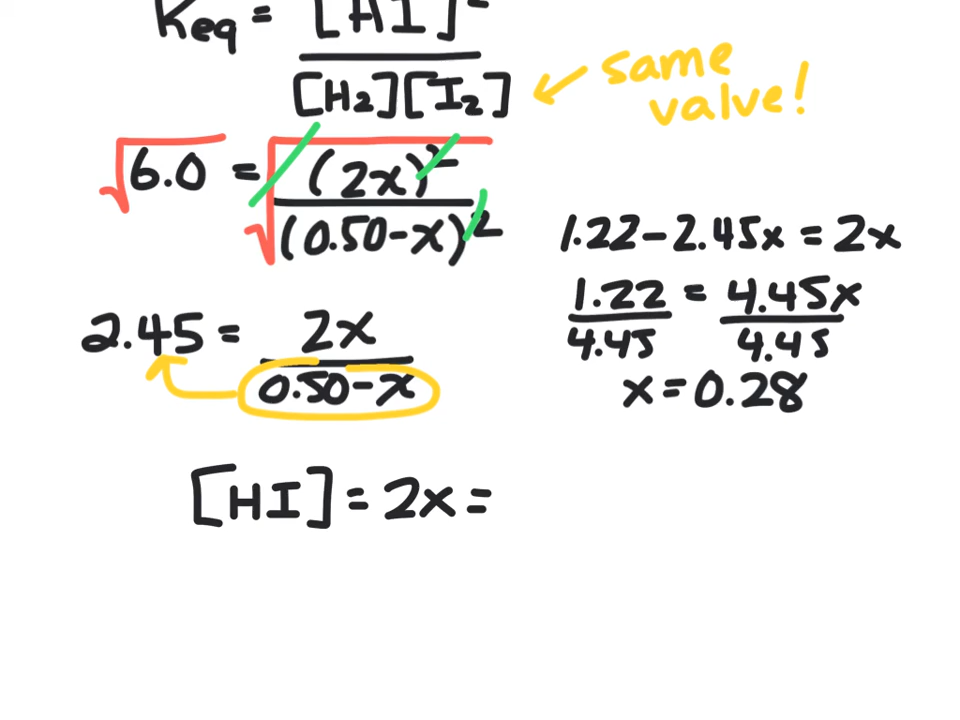 Keq = [HI]²
[H₂][I₂]
same
valve!
√6.0 = √(2x)²
(0.50-x)²
2.45 = 2x
0.50-x
1.22-2.45x = 2x
1.22 = 4.45x
4.45 4.45
x = 0.28
[HI] = 2x =